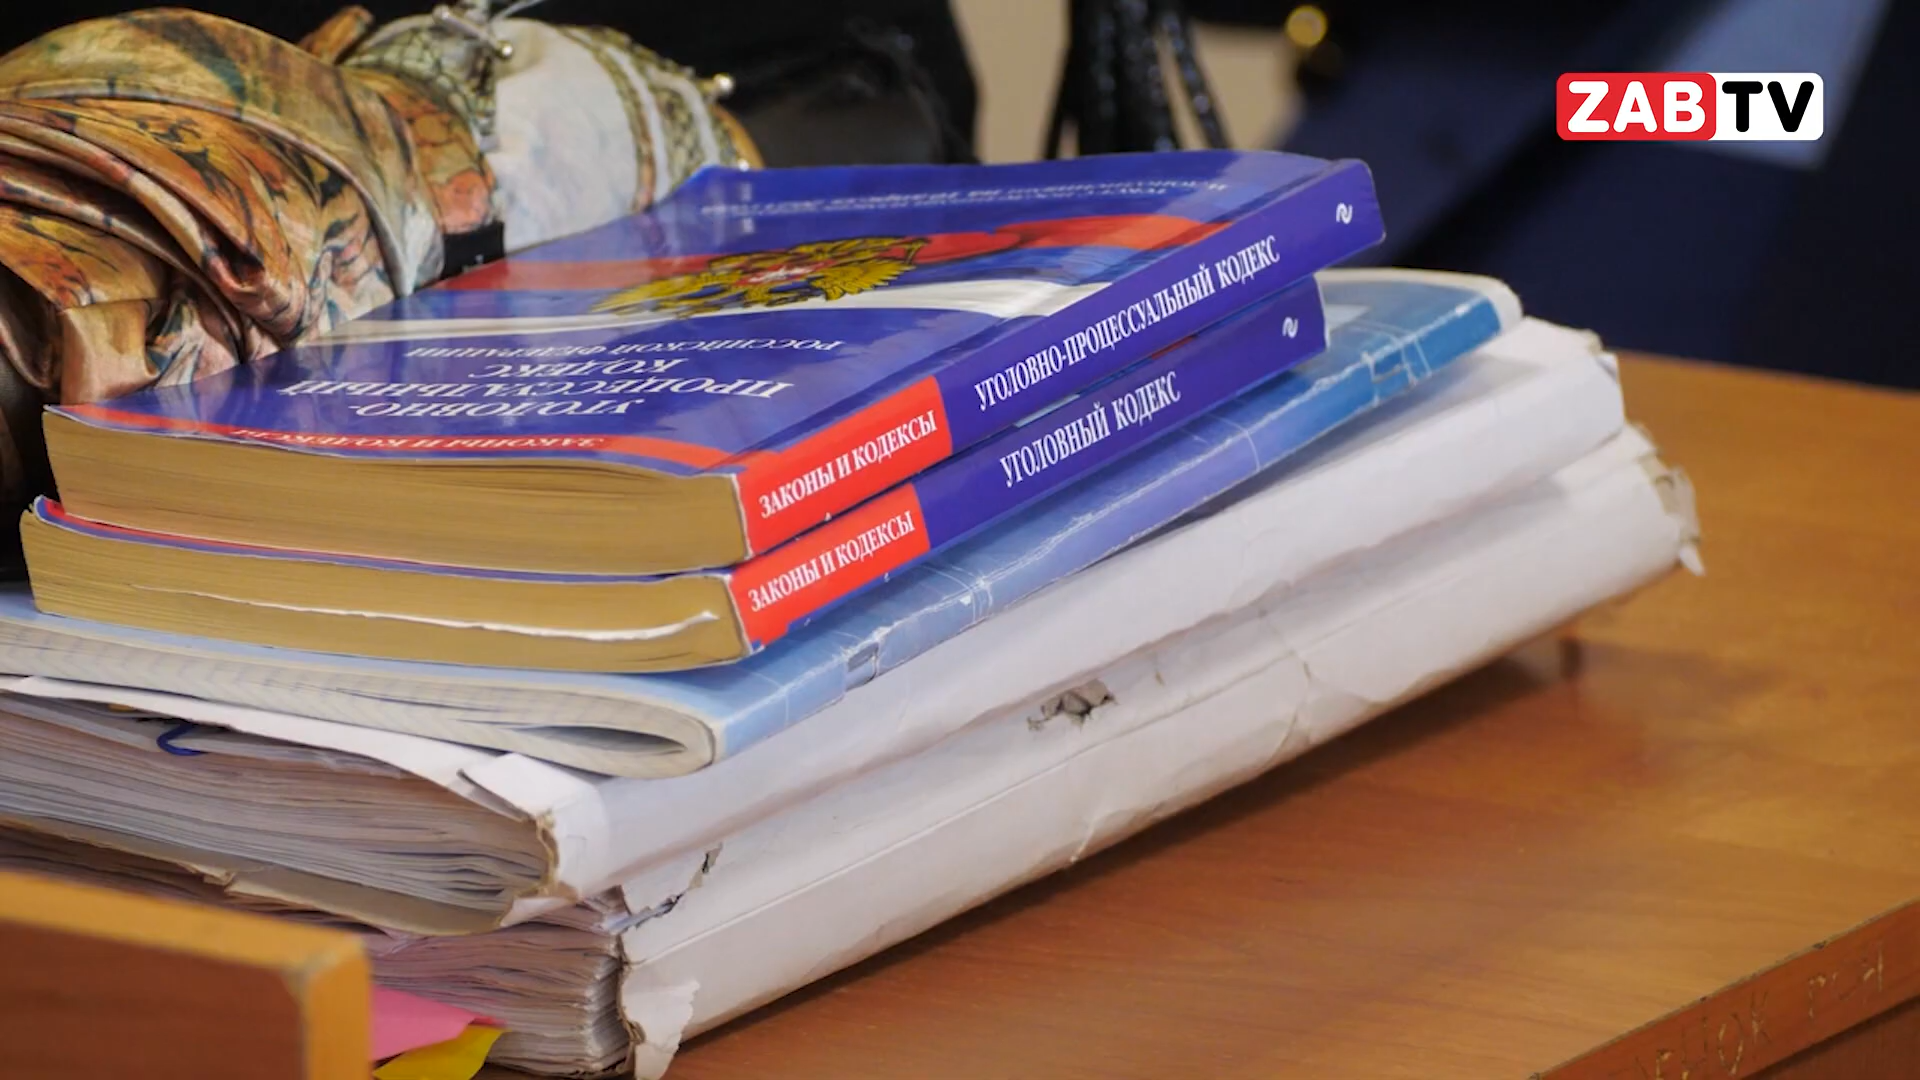 ZABTV
УГОЛОВНО-ПРОЦЕССУАЛЬНЫЙ КОДЕКС
ЗАКОНЫ И КОДЕКСЫ
УГОЛОВНЫЙ КОДЕКС
ЗАКОНЫ И КОДЕКСЫ
ЗАКОНЫ И КОДЕКСЫ
УГОЛОВНО-
ПРОЦЕССУАЛЬНЫЙ
КОДЕКС
РОССИЙСКОЙ ФЕДЕРАЦИИ